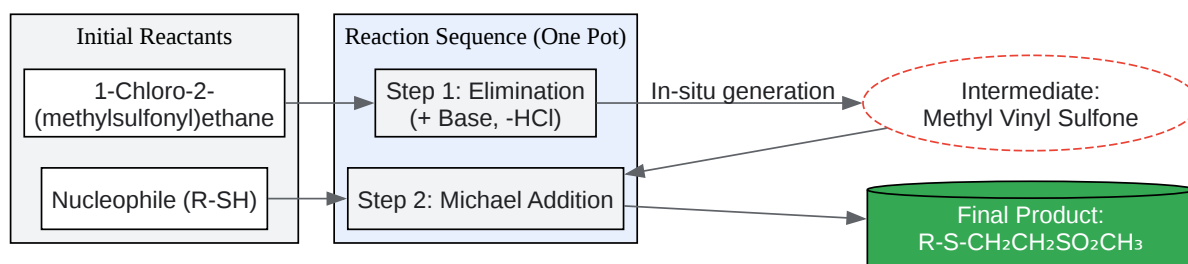 Initial Reactants
1-Chloro-2-
(methylsulfonyl)ethane
Nucleophile (R-SH)
Reaction Sequence (One Pot)
Step 1: Elimination
(+ Base, -HCl)
Step 2: Michael Addition
In-situ generation
Intermediate:
Methyl Vinyl Sulfone
Final Product:
R-S-CH₂CH₂SO₂CH₃